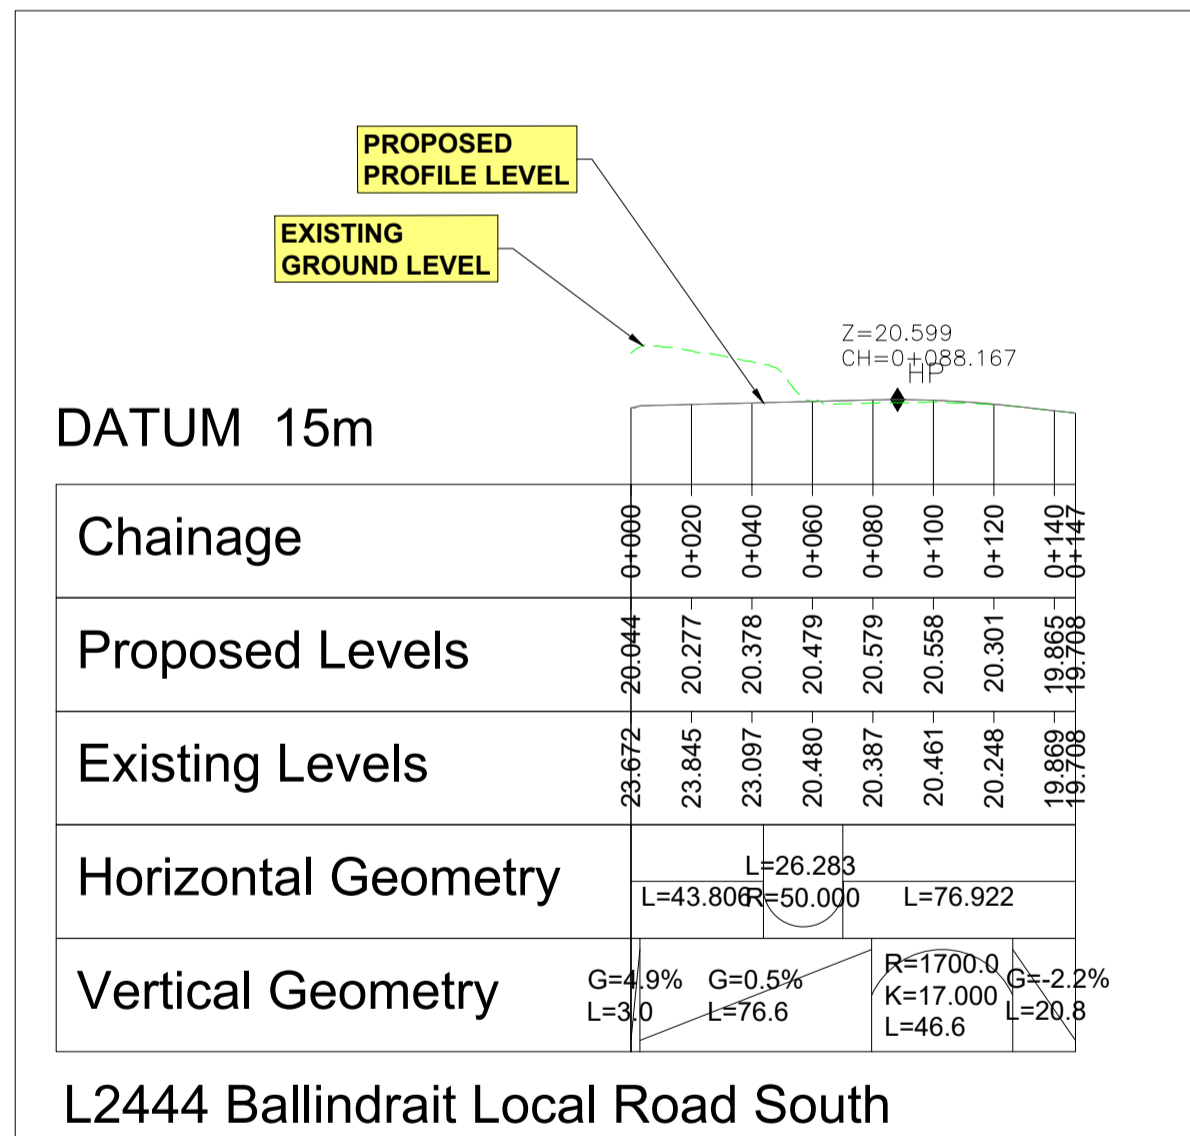 PROPOSED
PROFILE LEVEL
EXISTING
GROUND LEVEL
Z=20.599
CH=0+088.167
HP
DATUM 15m
Chainage
0+000
0+020
0+040
0+060
0+080
0+100
0+120
0+140
0+147
Proposed Levels
20.044
20.277
20.378
20.479
20.579
20.558
20.301
19.865
19.708
Existing Levels
23.672
23.845
23.097
20.480
20.387
20.461
20.248
19.869
19.708
Horizontal Geometry
L=43.806
L=26.283
R=50.000
L=76.922
Vertical Geometry
G=4.9%
L=3.0
G=0.5%
L=76.6
R=1700.0
K=17.000
L=46.6
G=-2.2%
L=20.8
L2444 Ballindrait Local Road South